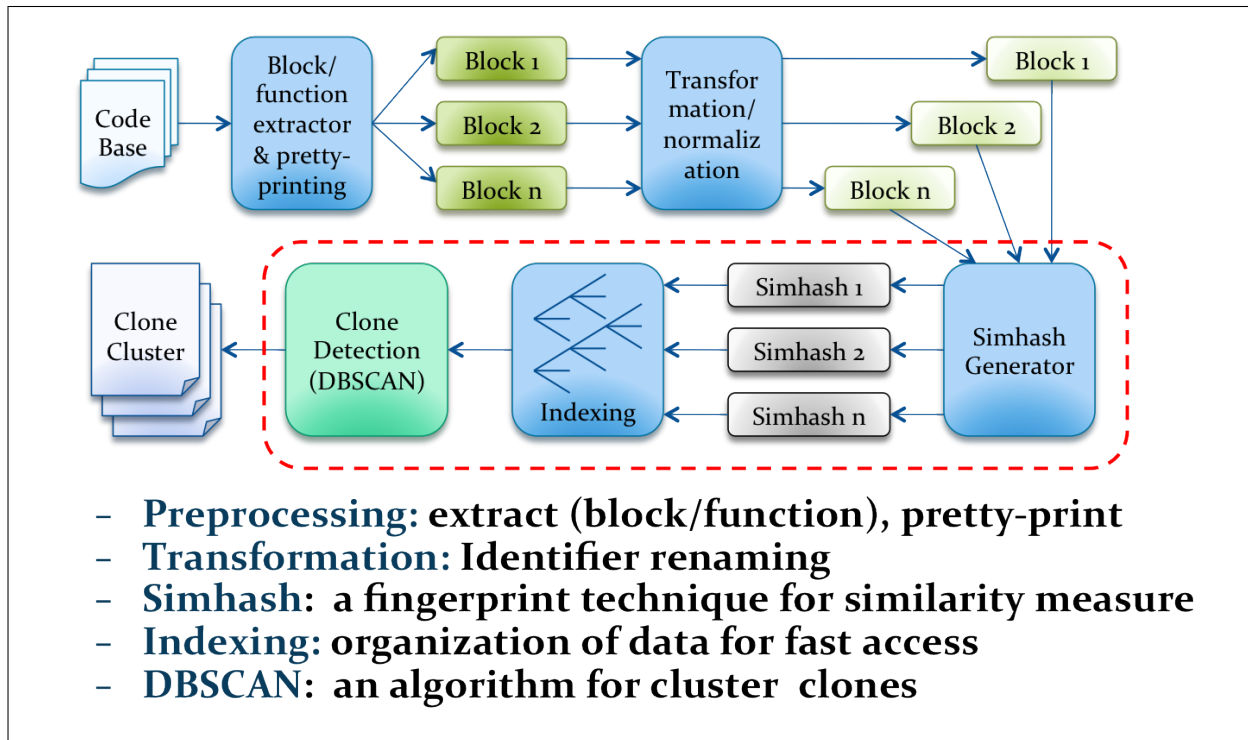 Code
Base
Block/
function
extractor
& pretty-
printing
Block 1
Block 2
Block n
Transfor
mation/
normaliz
ation
Block 1
Block 2
Block n
Clone
Cluster
Clone
Detection
(DBSCAN)
Indexing
Simhash 1
Simhash 2
Simhash n
Simhash
Generator
– Preprocessing: extract (block/function), pretty-print
– Transformation: Identifier renaming
– Simhash: a fingerprint technique for similarity measure
– Indexing: organization of data for fast access
– DBSCAN: an algorithm for cluster clones